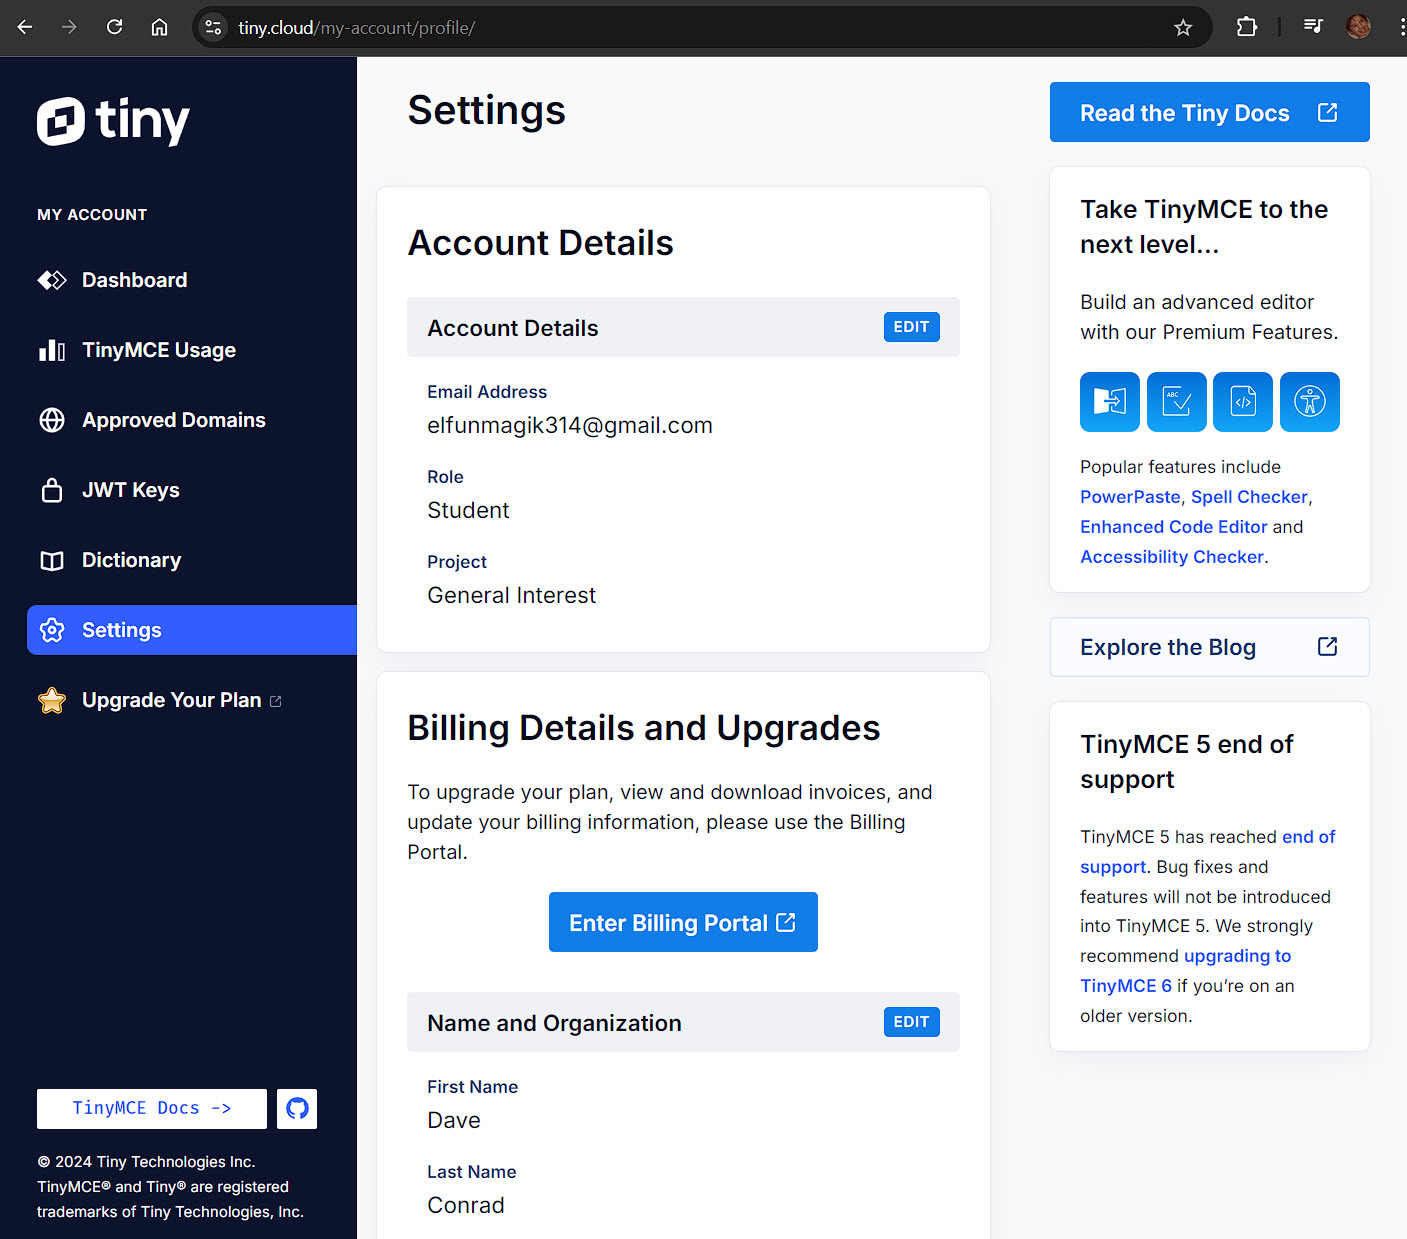 tiny.cloud/my-account/profile/
tiny
MY ACCOUNT
Dashboard
TinyMCE Usage
Approved Domains
JWT Keys
Dictionary
Settings
Upgrade Your Plan
TinyMCE Docs ->
© 2024 Tiny Technologies Inc.
TinyMCE® and Tiny® are registered
trademarks of Tiny Technologies, Inc.
Settings
Account Details
Account Details
EDIT
Email Address
elfunmagik314@gmail.com
Role
Student
Project
General Interest
Billing Details and Upgrades
To upgrade your plan, view and download invoices, and
update your billing information, please use the Billing
Portal.
Enter Billing Portal
Name and Organization
EDIT
First Name
Dave
Last Name
Conrad
Read the Tiny Docs
Take TinyMCE to the
next level...
Build an advanced editor
with our Premium Features.
ABC
</>
Popular features include
PowerPaste, Spell Checker,
Enhanced Code Editor and
Accessibility Checker.
Explore the Blog
TinyMCE 5 end of
support
TinyMCE 5 has reached end of
support. Bug fixes and
features will not be introduced
into TinyMCE 5. We strongly
recommend upgrading to
TinyMCE 6 if you’re on an
older version.